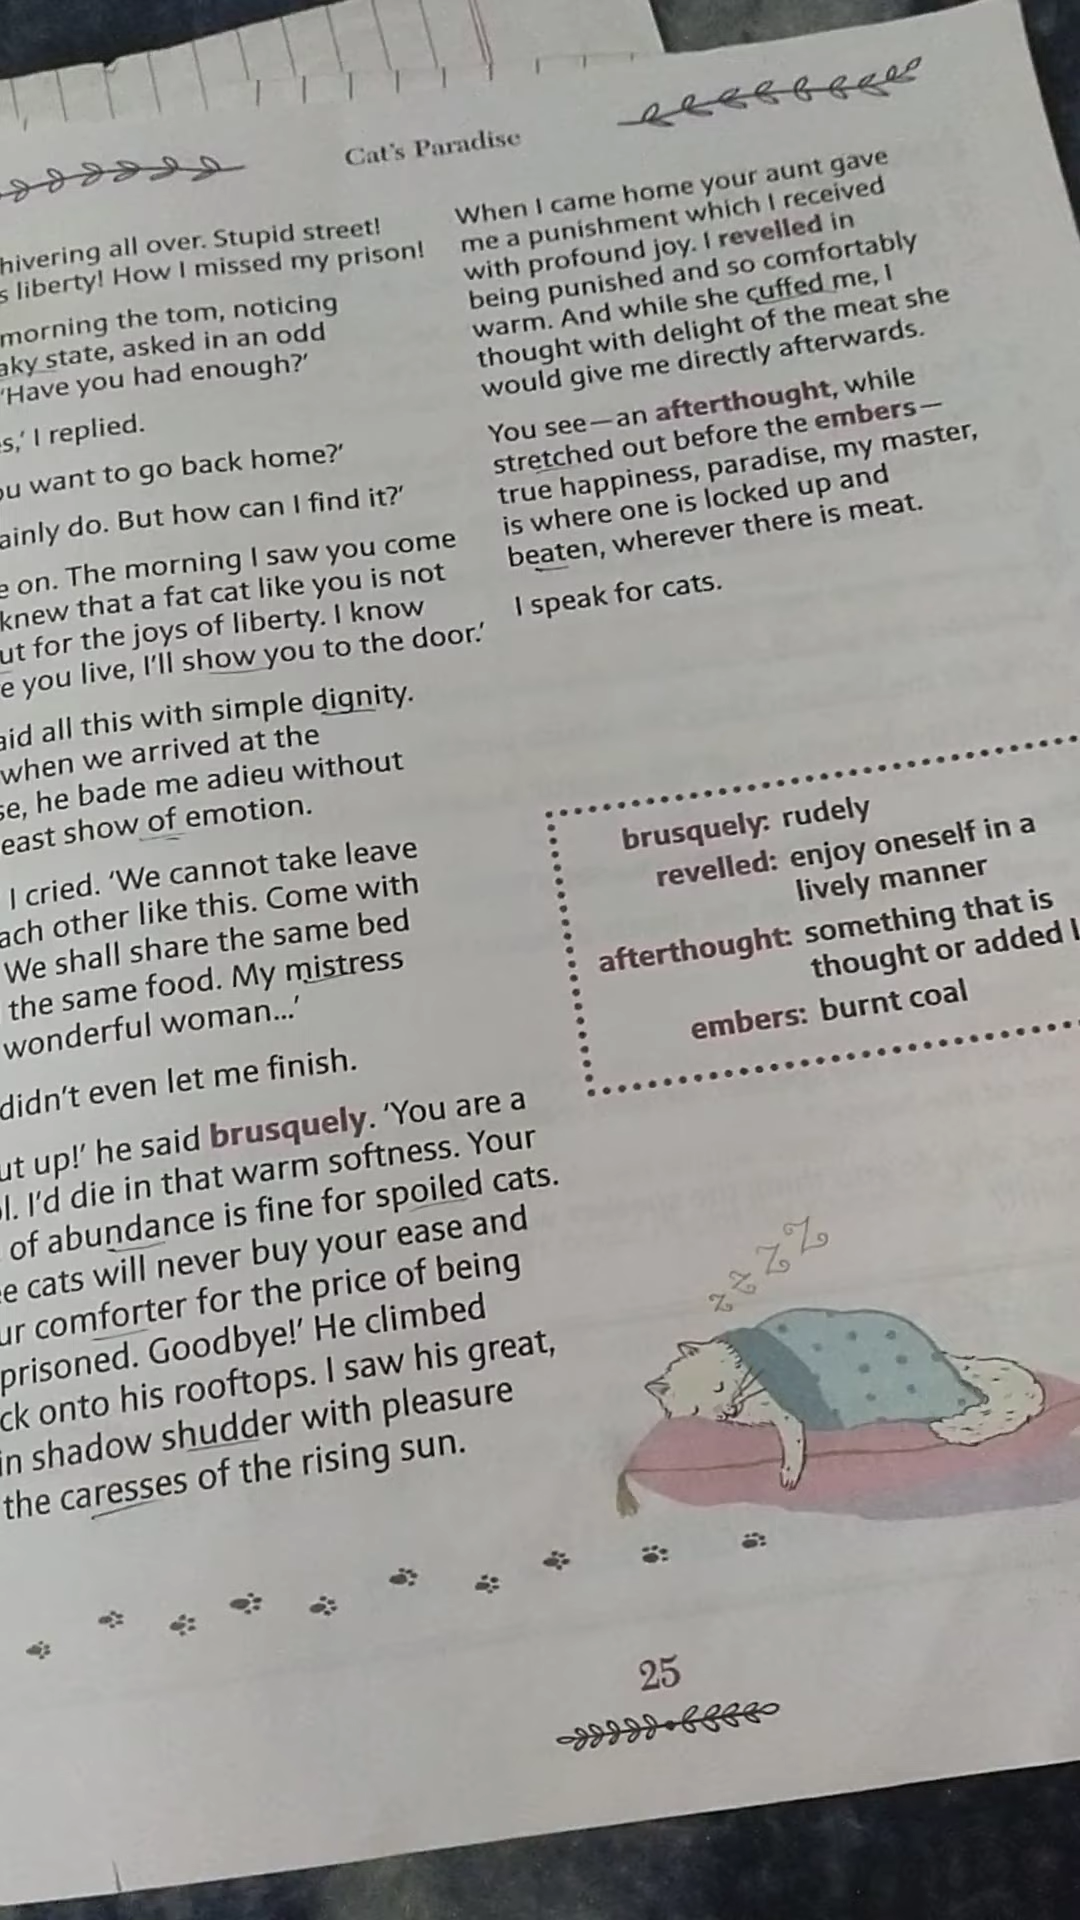 Cat's Paradise
hivering all over. Stupid street!
s liberty! How I missed my prison!
morning the tom, noticing
aky state, asked in an odd
'Have you had enough?'
s,' I replied.
ou want to go back home?'
ainly do. But how can I find it?'
e on. The morning I saw you come
knew that a fat cat like you is not
ut for the joys of liberty. I know
e you live, I'll show you to the door.'
aid all this with simple dignity.
when we arrived at the
se, he bade me adieu without
east show of emotion.
I cried. 'We cannot take leave
ach other like this. Come with
We shall share the same bed
the same food. My mistress
wonderful woman...'
didn't even let me finish.
ut up!' he said brusquely. 'You are a
l. I'd die in that warm softness. Your
of abundance is fine for spoiled cats.
e cats will never buy your ease and
ur comforter for the price of being
prisoned. Goodbye!' He climbed
ck onto his rooftops. I saw his great,
in shadow shudder with pleasure
the caresses of the rising sun.
When I came home your aunt gave
me a punishment which I received
with profound joy. I revelled in
being punished and so comfortably
warm. And while she cuffed me, I
thought with delight of the meat she
would give me directly afterwards.
You see—an afterthought, while
stretched out before the embers—
true happiness, paradise, my master,
is where one is locked up and
beaten, wherever there is meat.
I speak for cats.
brusquely: rudely
revelled: enjoy oneself in a
lively manner
afterthought: something that is
thought or added l
embers: burnt coal
z z Z Z
25